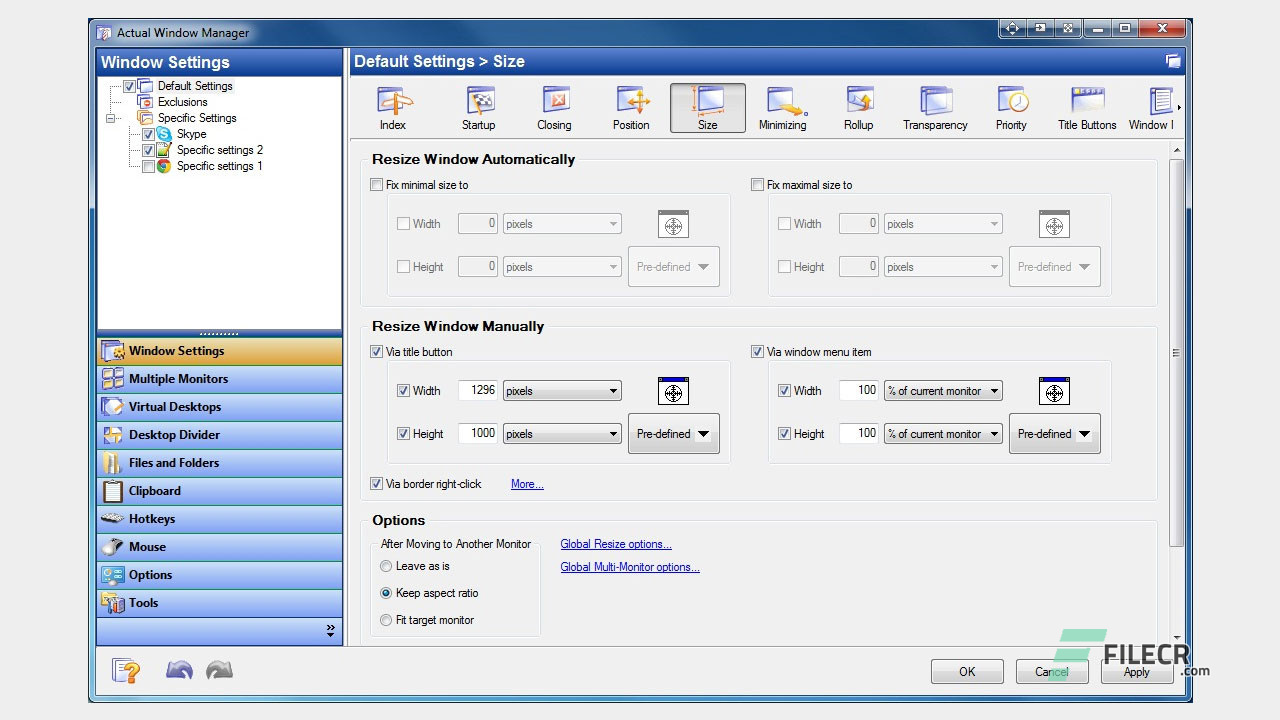 Actual Window Manager
Window Settings
Default Settings
Exclusions
Specific Settings
Skype
Specific settings 2
Specific settings 1
Window Settings
Multiple Monitors
Virtual Desktops
Desktop Divider
Files and Folders
Clipboard
Hotkeys
Mouse
Options
Tools
Default Settings > Size
Index Startup Closing Position Size Minimizing Rollup Transparency Priority Title Buttons Window
Resize Window Automatically
Fix minimal size to Fix maximal size to
Width 0 pixels Width 0 pixels
Height 0 pixels Pre-defined Height 0 pixels Pre-defined
Resize Window Manually
Via title button Via window menu item
Width 1296 pixels Width 100 % of current monitor
Height 1000 pixels Pre-defined Height 100 % of current monitor Pre-defined
Via border right-click More...
Options
After Moving to Another Monitor Global Resize options...
Leave as is Global Multi-Monitor options...
Keep aspect ratio
Fit target monitor
OK Cancel Apply
FILECR
.com